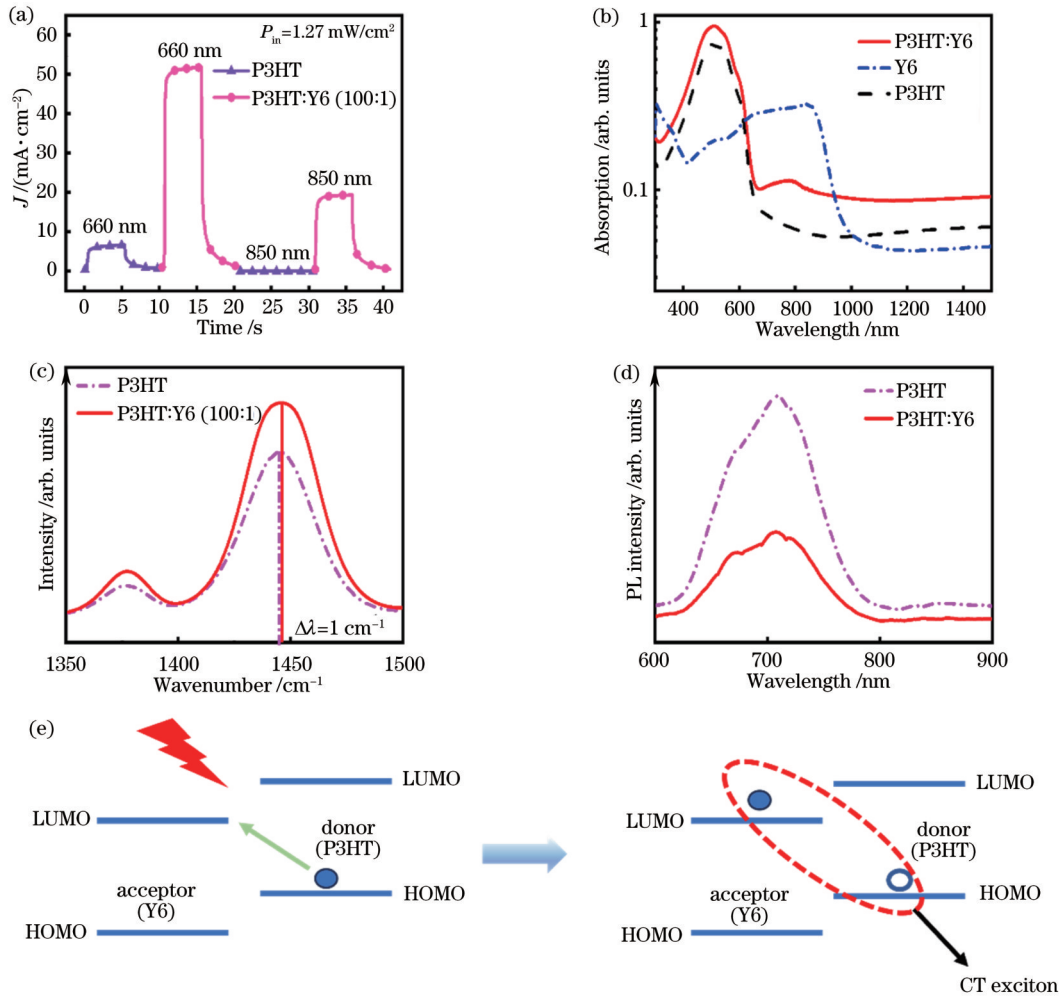 (a)
P_in=1.27 mW/cm²
660 nm
660 nm
P3HT
P3HT:Y6 (100:1)
850 nm
850 nm
60
50
40
30
20
10
0
J /(mA·cm⁻²)
0 5 10 15 20 25 30 35 40
Time /s
(b)
P3HT:Y6
Y6
P3HT
1
0.1
Absorption /arb. units
400 600 800 1000 1200 1400
Wavelength /nm
(c)
P3HT
P3HT:Y6 (100:1)
Intensity /arb. units
Δλ=1 cm⁻¹
1350 1400 1450 1500
Wavenumber /cm⁻¹
(d)
P3HT
P3HT:Y6
PL intensity /arb. units
600 700 800 900
Wavelength /nm
(e)
LUMO
LUMO
donor
(P3HT)
acceptor
(Y6)
HOMO
HOMO
LUMO
LUMO
donor
(P3HT)
acceptor
(Y6)
HOMO
HOMO
CT exciton